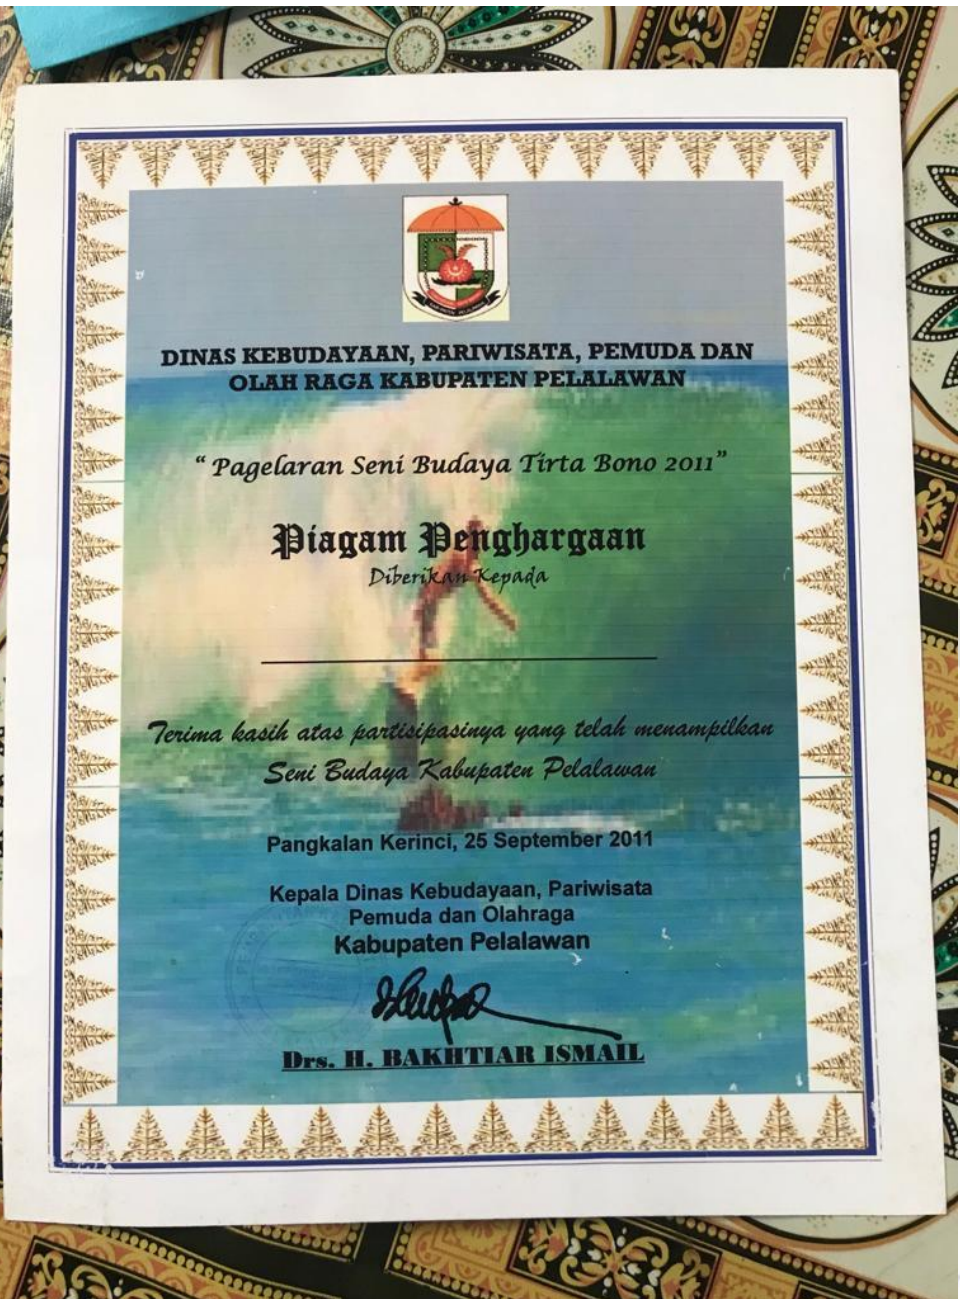 DINAS KEBUDAYAAN, PARIWISATA, PEMUDA DAN
OLAH RAGA KABUPATEN PELALAWAN
“ Pagelaran Seni Budaya Tirta Bono 2011”
Piagam Penghargaan
Diberikan Kepada
Terima kasih atas partisipasinya yang telah menampilkan
Seni Budaya Kabupaten Pelalawan
Pangkalan Kerinci, 25 September 2011
Kepala Dinas Kebudayaan, Pariwisata
Pemuda dan Olahraga
Kabupaten Pelalawan
Drs. H. BAKHTIAR ISMAIL